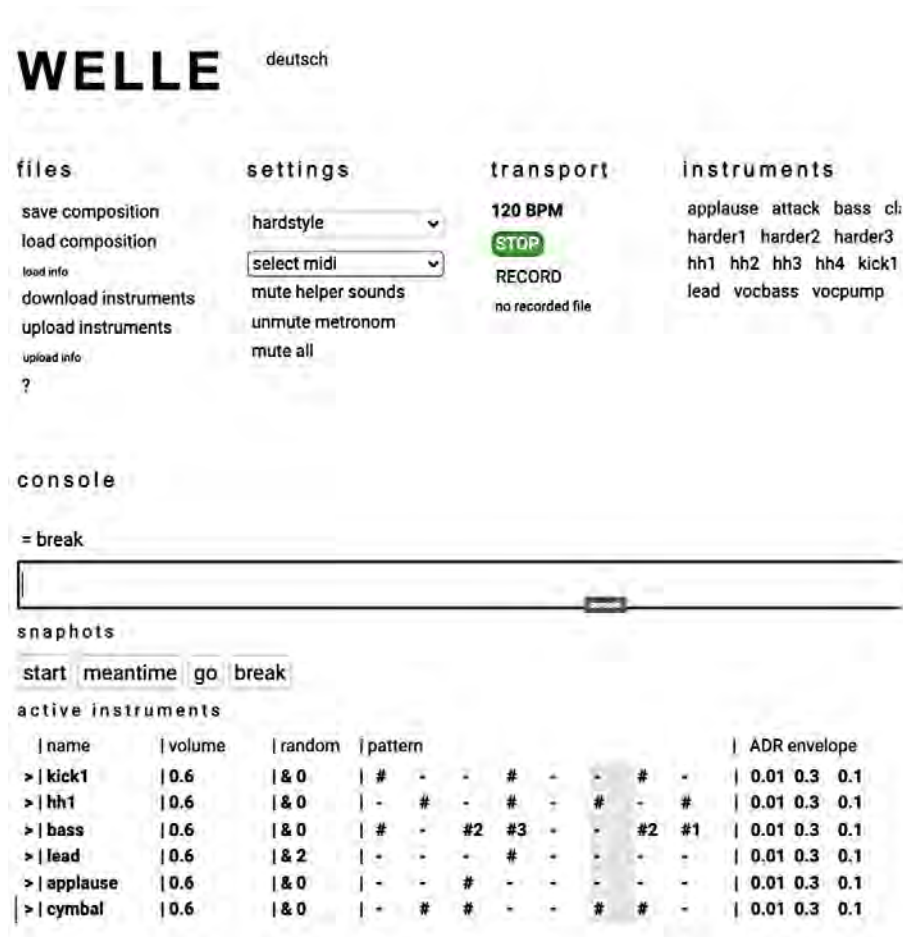 WELLE deutsch
files
save composition
load composition
load info
download instruments
upload instruments
upload info
?
settings
hardstyle
select midi
mute helper sounds
unmute metronom
mute all
transport
120 BPM
STOP
RECORD
no recorded file
instruments
applause attack bass
harder1 harder2 harder3
hh1 hh2 hh3 hh4 kick1
lead vocbass vocpump
console
= break
snaphots
start meantime go break
active instruments
| name | volume | random | pattern | ADR envelope
> | kick1 | 0.6 | & 0 | # - - # - - # - | 0.01 0.3 0.1
> | hh1 | 0.6 | & 0 | - # - # - # - # | 0.01 0.3 0.1
> | bass | 0.6 | & 0 | # - #2 #3 - - #2 #1 | 0.01 0.3 0.1
> | lead | 0.6 | & 2 | - - - # - - - - | 0.01 0.3 0.1
> | applause | 0.6 | & 0 | - - # - - - - - | 0.01 0.3 0.1
> | cymbal | 0.6 | & 0 | - # # - - # # - | 0.01 0.3 0.1